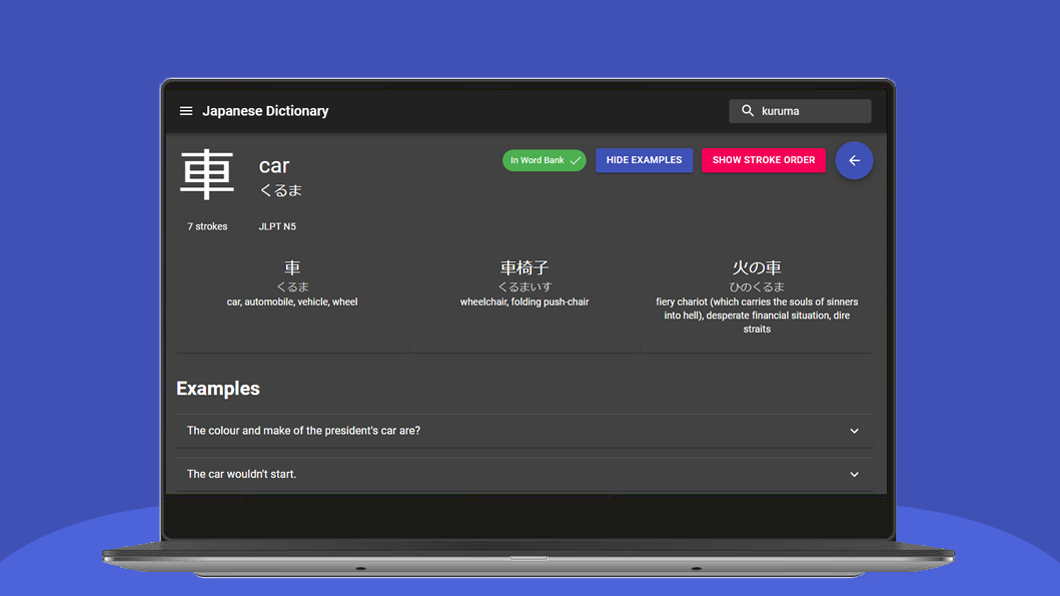 Japanese Dictionary
kuruma
車
car
くるま
In Word Bank
HIDE EXAMPLES
SHOW STROKE ORDER
7 strokes
JLPT N5
車
くるま
car, automobile, vehicle, wheel
車椅子
くるまいす
wheelchair, folding push-chair
火の車
ひのくるま
fiery chariot (which carries the souls of sinners
into hell), desperate financial situation, dire
straits
Examples
The colour and make of the president's car are?
The car wouldn't start.